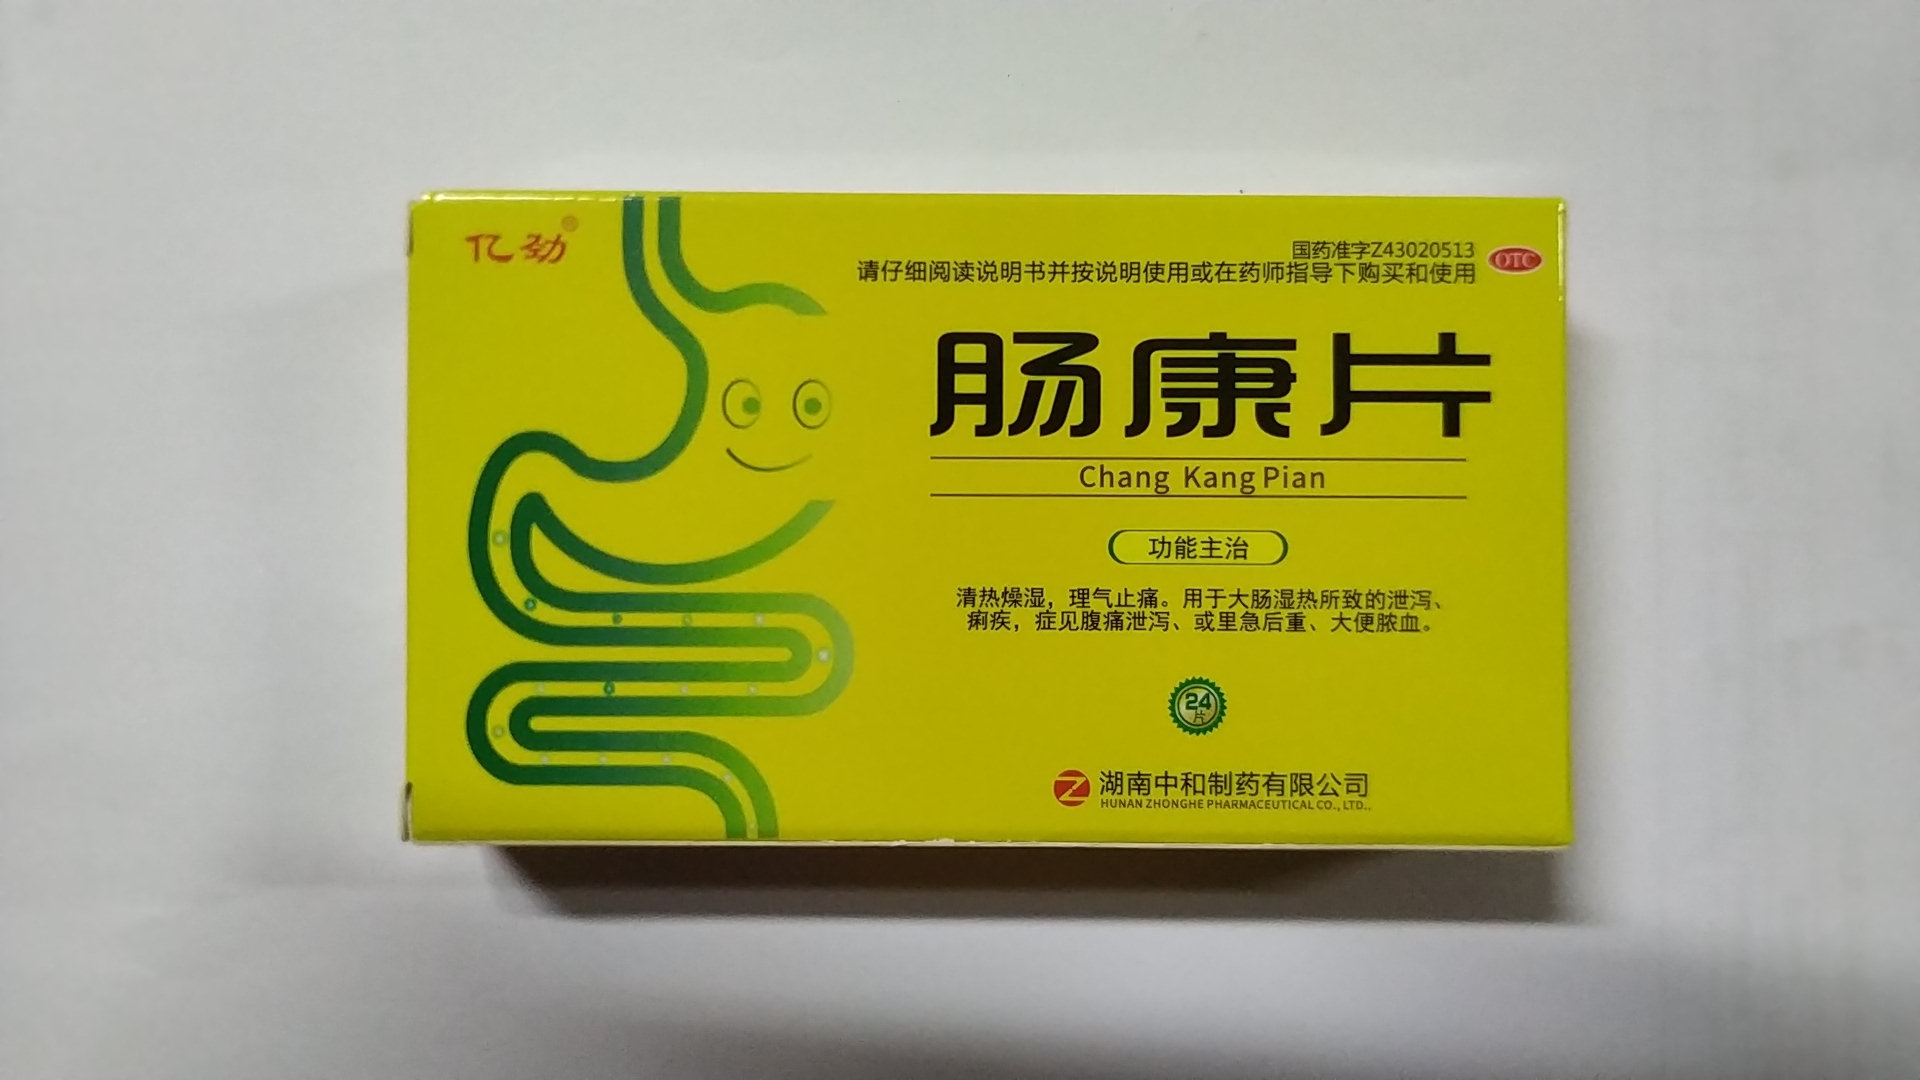 亿劲®
国药准字Z43020513
OTC
请仔细阅读说明书并按说明使用或在药师指导下购买和使用
肠康片
Chang Kang Pian
功能主治
清热燥湿，理气止痛。用于大肠湿热所致的泄泻、
痢疾，症见腹痛泄泻、或里急后重、大便脓血。
24
片
湖南中和制药有限公司
HUNAN ZHONGHE PHARMACEUTICAL CO., LTD..